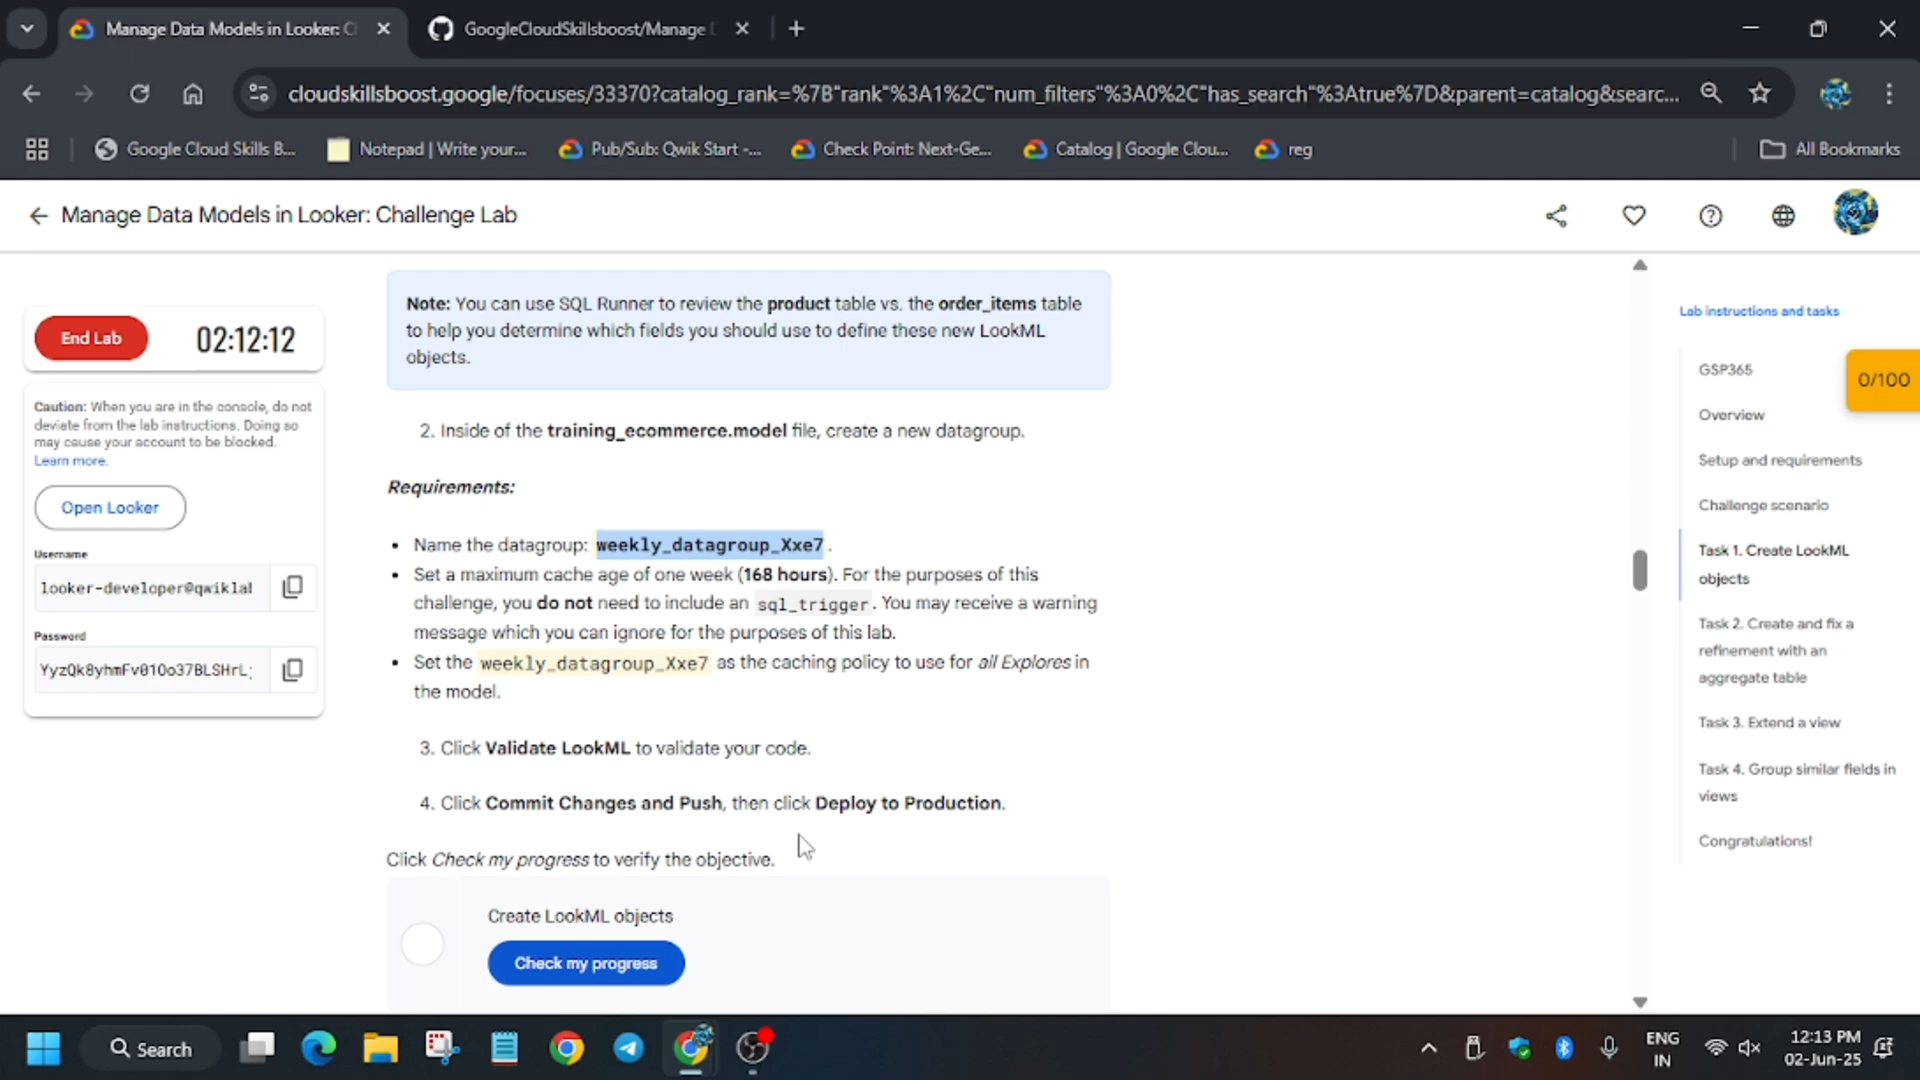 Manage Data Models in Looker: C
GoogleCloudSkillsboost/Manage
cloudskillsboost.google/focuses/33370?catalog_rank=%7B"rank"%3A1%2C"num_filters"%3A0%2C"has_search"%3Atrue%7D&parent=catalog&searc...
Google Cloud Skills B...
Notepad | Write your...
Pub/Sub: Qwik Start -...
Check Point: Next-Ge...
Catalog | Google Clou...
reg
All Bookmarks
Manage Data Models in Looker: Challenge Lab
End Lab
02:12:12
Caution: When you are in the console, do not
deviate from the lab instructions. Doing so
may cause your account to be blocked.
Learn more.
Open Looker
Username
looker-developer@qwiklal
Password
YyzQk8yhmFv01Oo37BLSHrL;
Note: You can use SQL Runner to review the product table vs. the order_items table
to help you determine which fields you should use to define these new LookML
objects.
2. Inside of the training_ecommerce.model file, create a new datagroup.
Requirements:
• Name the datagroup: weekly_datagroup_Xxe7 .
• Set a maximum cache age of one week (168 hours). For the purposes of this
challenge, you do not need to include an sql_trigger. You may receive a warning
message which you can ignore for the purposes of this lab.
• Set the weekly_datagroup_Xxe7 as the caching policy to use for all Explores in
the model.
3. Click Validate LookML to validate your code.
4. Click Commit Changes and Push, then click Deploy to Production.
Click Check my progress to verify the objective.
Create LookML objects
Check my progress
Lab instructions and tasks
GSP365
0/100
Overview
Setup and requirements
Challenge scenario
Task 1. Create LookML
objects
Task 2. Create and fix a
refinement with an
aggregate table
Task 3. Extend a view
Task 4. Group similar fields in
views
Congratulations!
Search
ENG
IN
12:13 PM
02-Jun-25